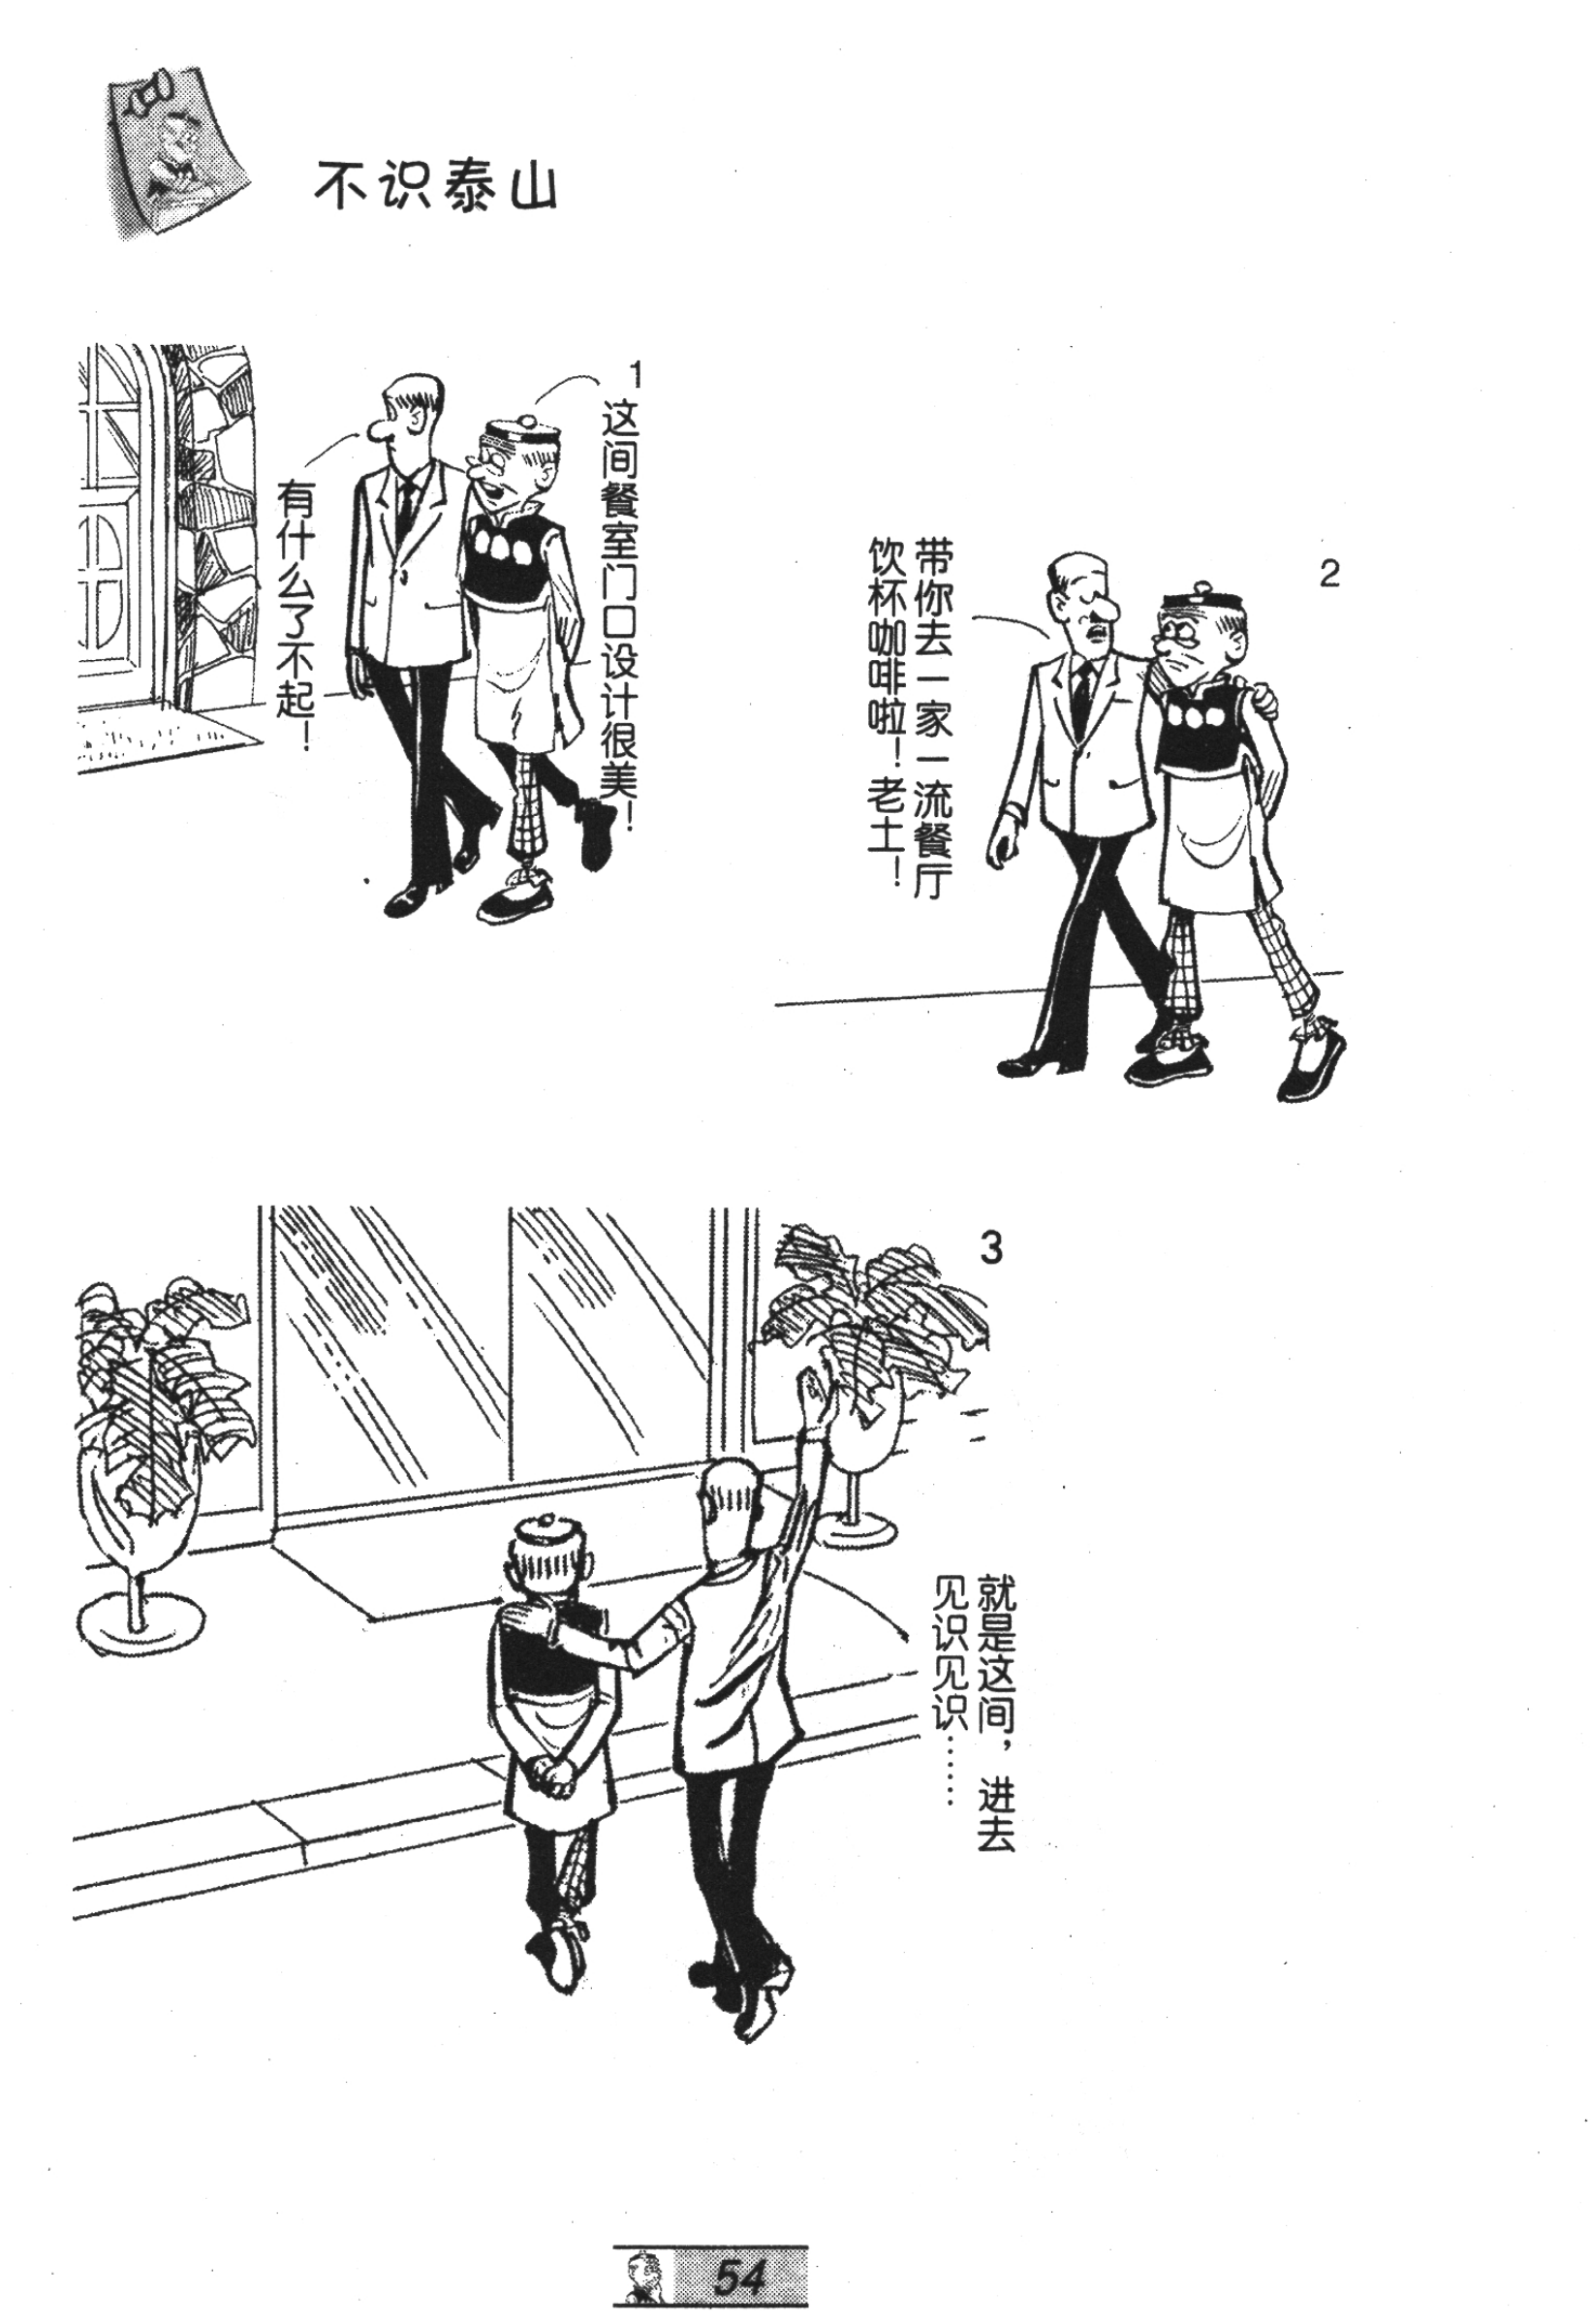 不识泰山
1
这间餐室门口设计很美！
有什么了不起！
2
带你去一家一流餐厅
饮杯咖啡啦！老土！
3
就是这间，进去
见识见识……
54